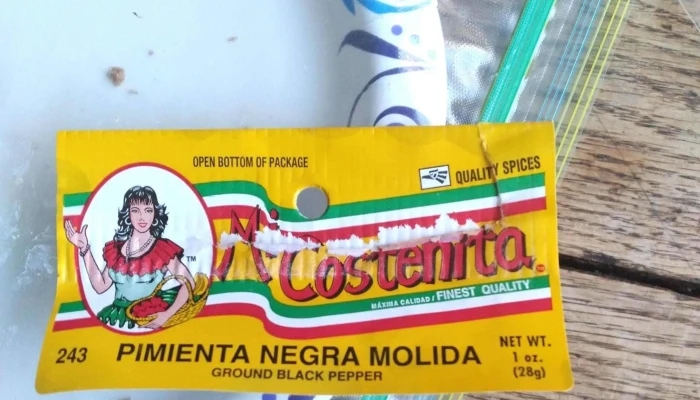 OPEN BOTTOM OF PACKAGE
QUALITY SPICES
Mi
Costeñita
TM
MÁXIMA CALIDAD / FINEST QUALITY
243
PIMIENTA NEGRA MOLIDA
GROUND BLACK PEPPER
NET WT.
1 oz.
(28g)